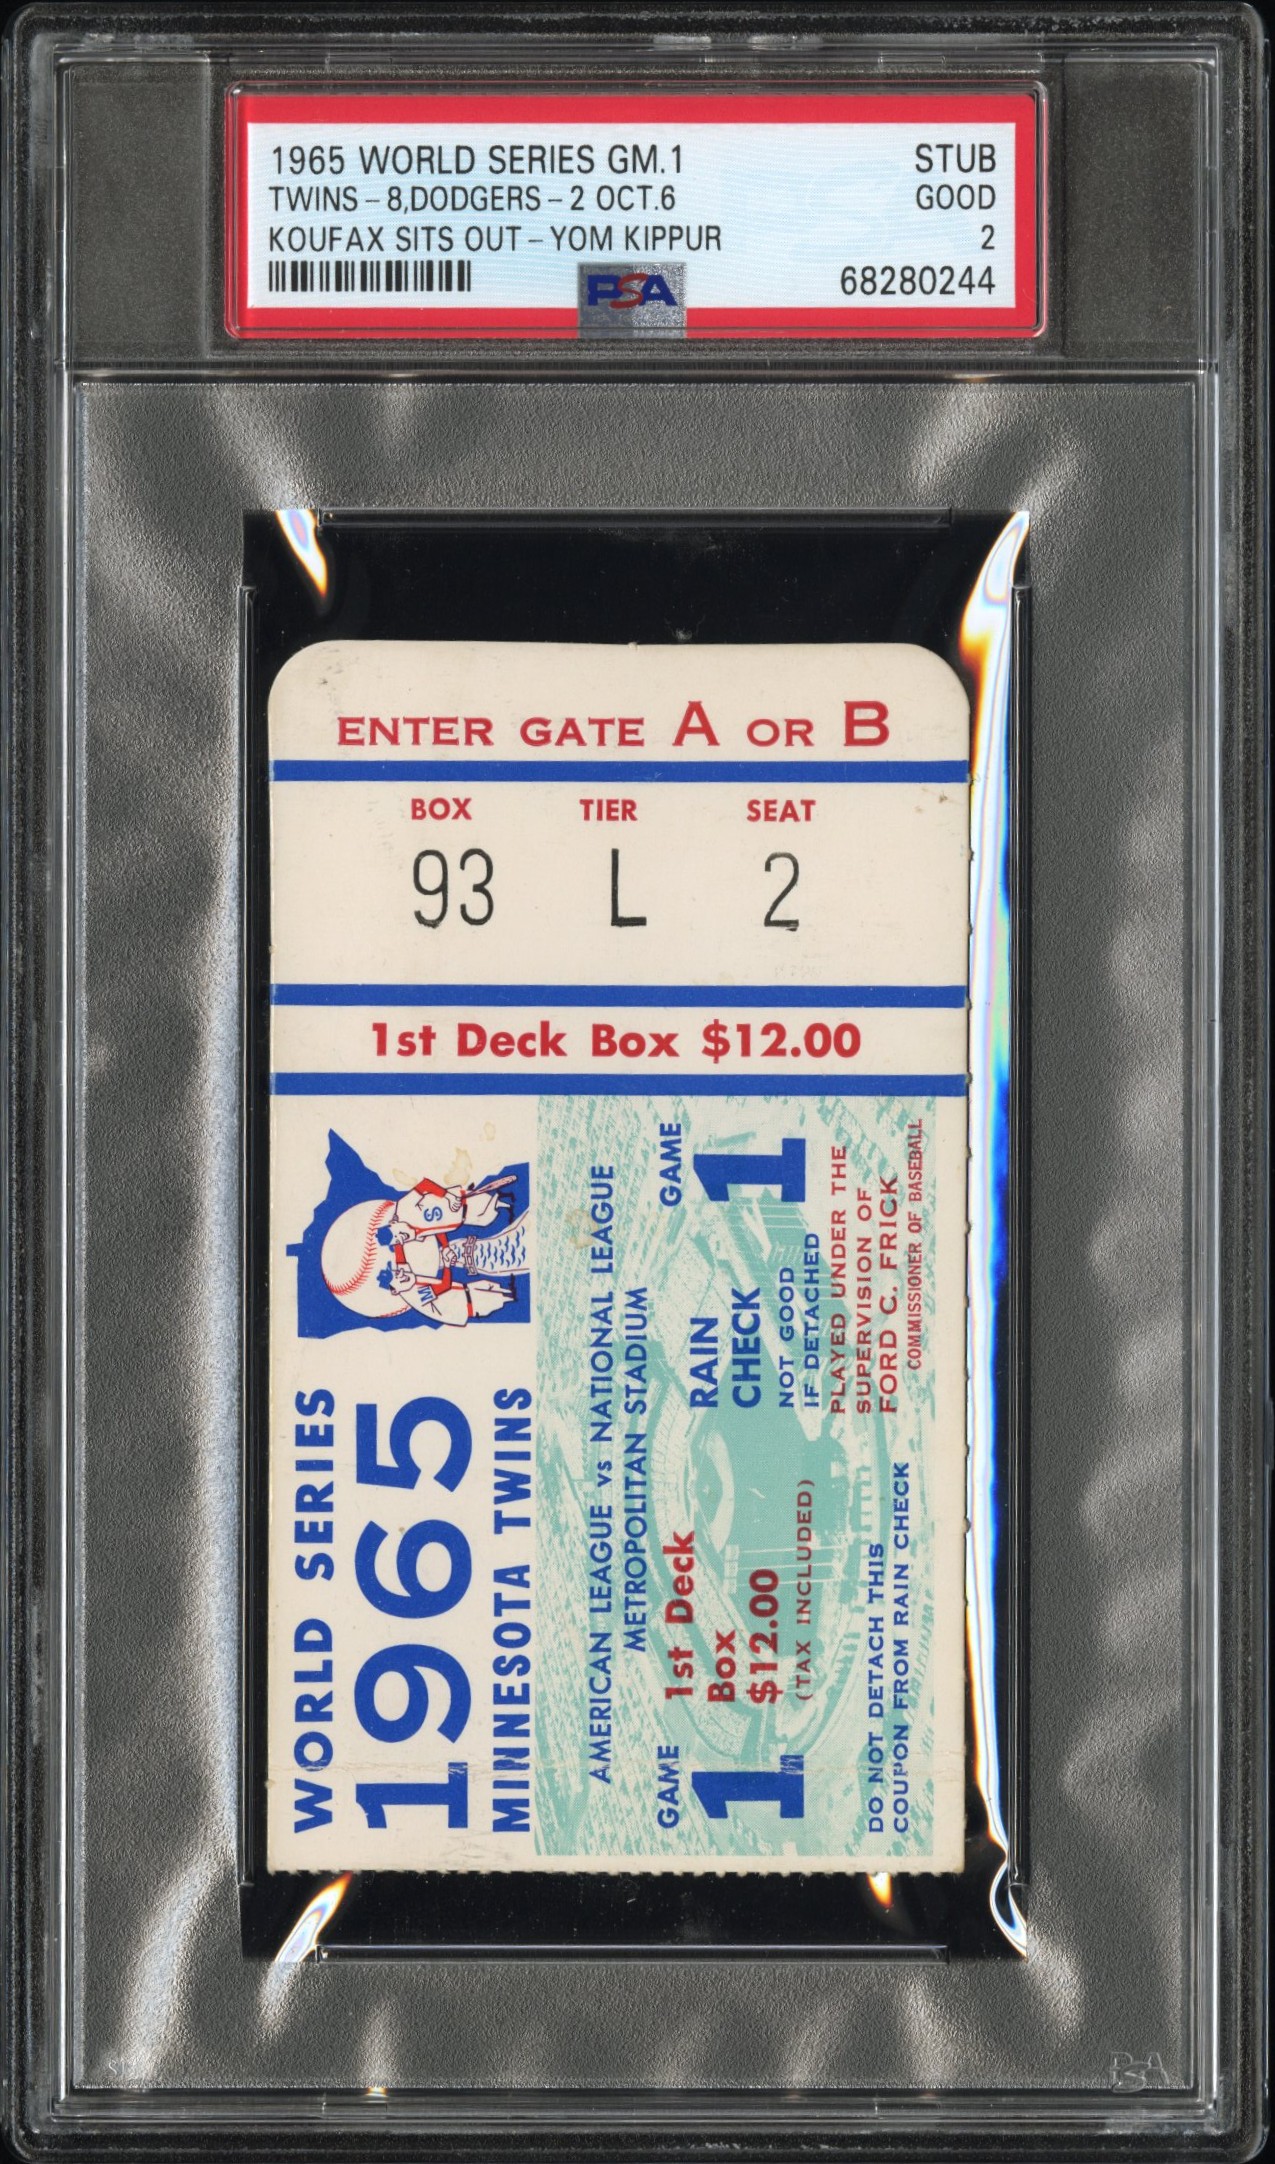 1965 WORLD SERIES GM.1 STUB
TWINS-8,DODGERS-2 OCT.6 GOOD
KOUFAX SITS OUT-YOM KIPPUR 2
68280244
PSA
ENTER GATE A OR B
BOX TIER SEAT
93 L 2
1st Deck Box $12.00
WORLD SERIES
1965
MINNESOTA TWINS
M S
AMERICAN LEAGUE vs NATIONAL LEAGUE
METROPOLITAN STADIUM
GAME
1
1st Deck
Box
$12.00
(TAX INCLUDED)
RAIN
CHECK
NOT GOOD
IF DETACHED
GAME
1
PLAYED UNDER THE
SUPERVISION OF
FORD C. FRICK
COMMISSIONER OF BASEBALL
DO NOT DETACH THIS
COUPON FROM RAIN CHECK
PSA